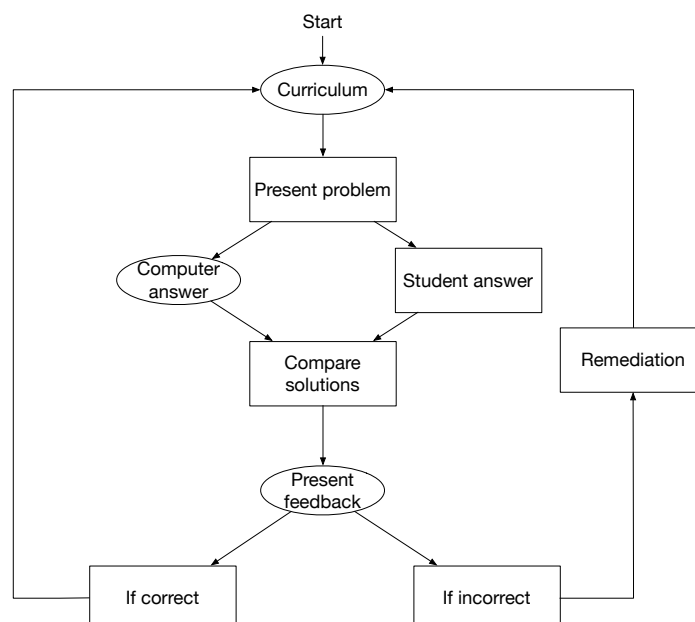 Start
Curriculum
Present problem
Computer
answer
Student answer
Compare
solutions
Remediation
Present
feedback
If correct
If incorrect